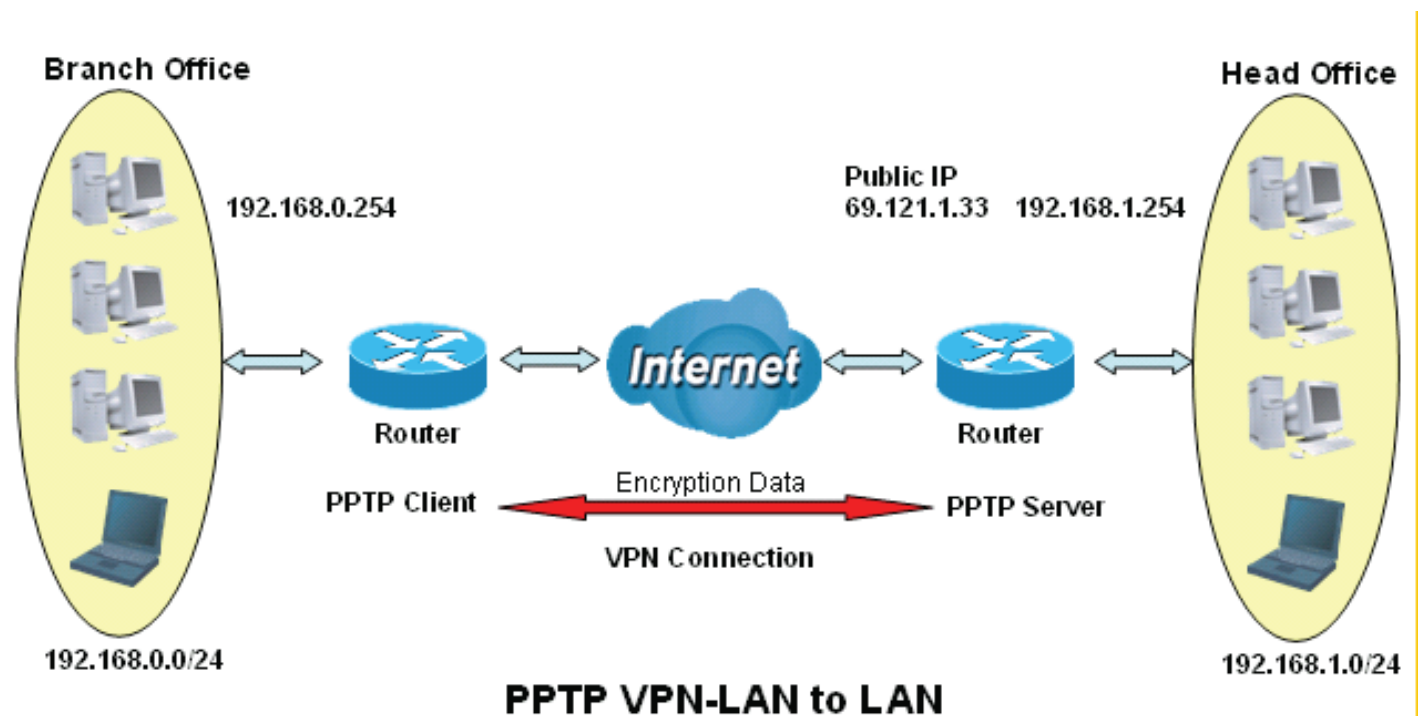 Branch Office
Head Office
Public IP
192.168.0.254
69.121.1.33 192.168.1.254
Internet
Router
Router
Encryption Data
PPTP Client
PPTP Server
VPN Connection
192.168.0.0/24
192.168.1.0/24
PPTP VPN-LAN to LAN